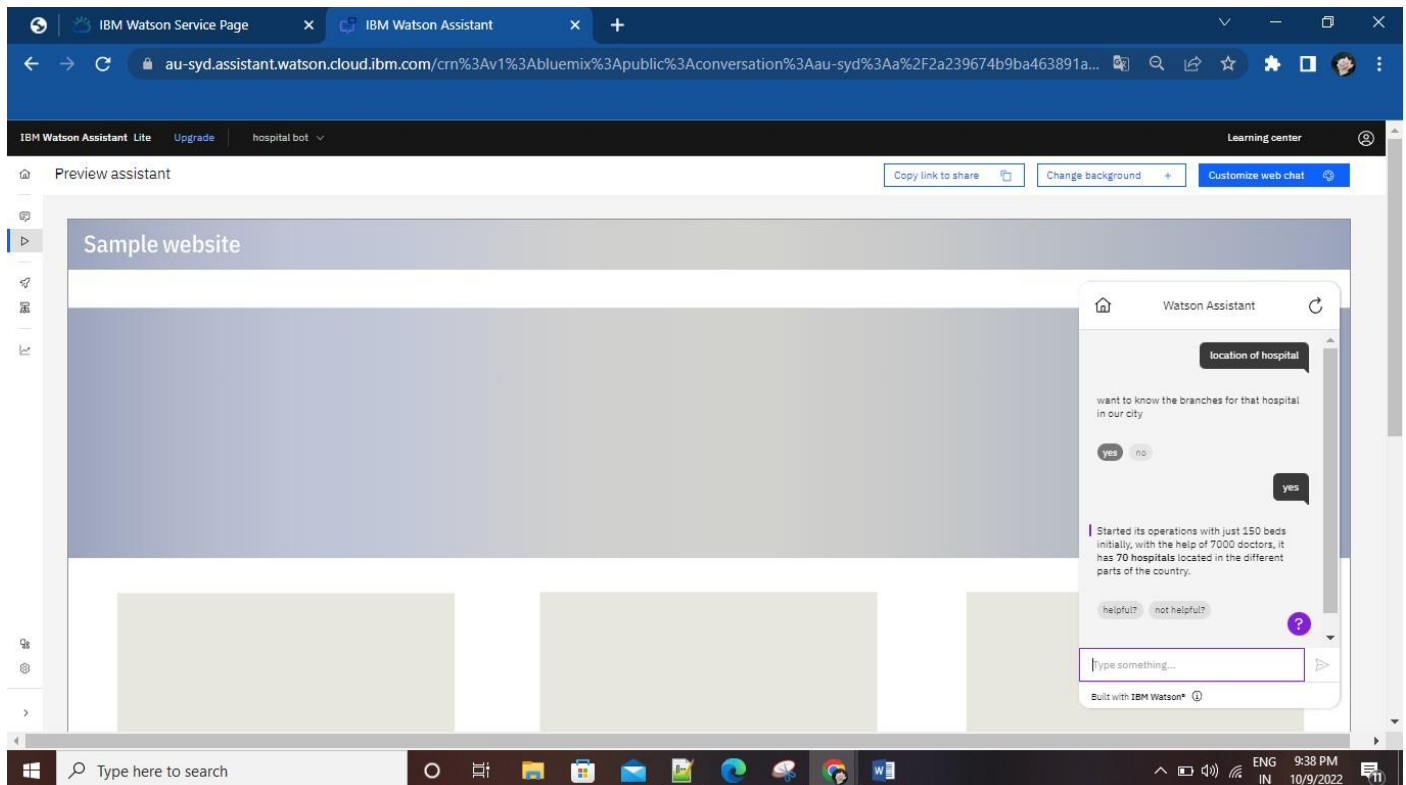 IBM Watson Service Page
IBM Watson Assistant
au-syd.assistant.watson.cloud.ibm.com/crn%3Av1%3Abluemix%3Apublic%3Aconversation%3Aau-syd%3Aa%2F2a239674b9ba463891a...
IBM Watson Assistant Lite Upgrade hospital bot
Learning center
Preview assistant
Copy link to share
Change background +
Customize web chat
Sample website
Watson Assistant
location of hospital
want to know the branches for that hospital
in our city
yes no
yes
Started its operations with just 150 beds
initially, with the help of 7000 doctors, it
has 70 hospitals located in the different
parts of the country.
helpful? not helpful?
?
Type something...
Built with IBM Watson®
Type here to search
ENG
IN
9:38 PM
10/9/2022
11